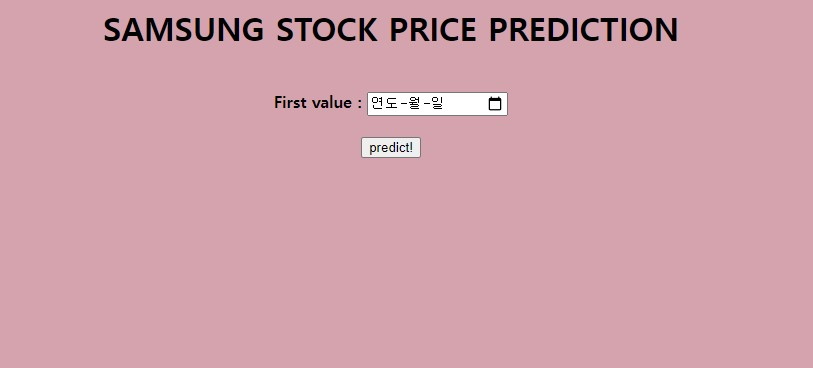 SAMSUNG STOCK PRICE PREDICTION
First value : 연도-월-일
predict!